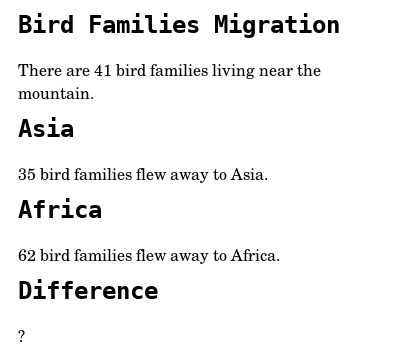 Bird Families Migration
There are 41 bird families living near the
mountain.
Asia
35 bird families flew away to Asia.
Africa
62 bird families flew away to Africa.
Difference
?